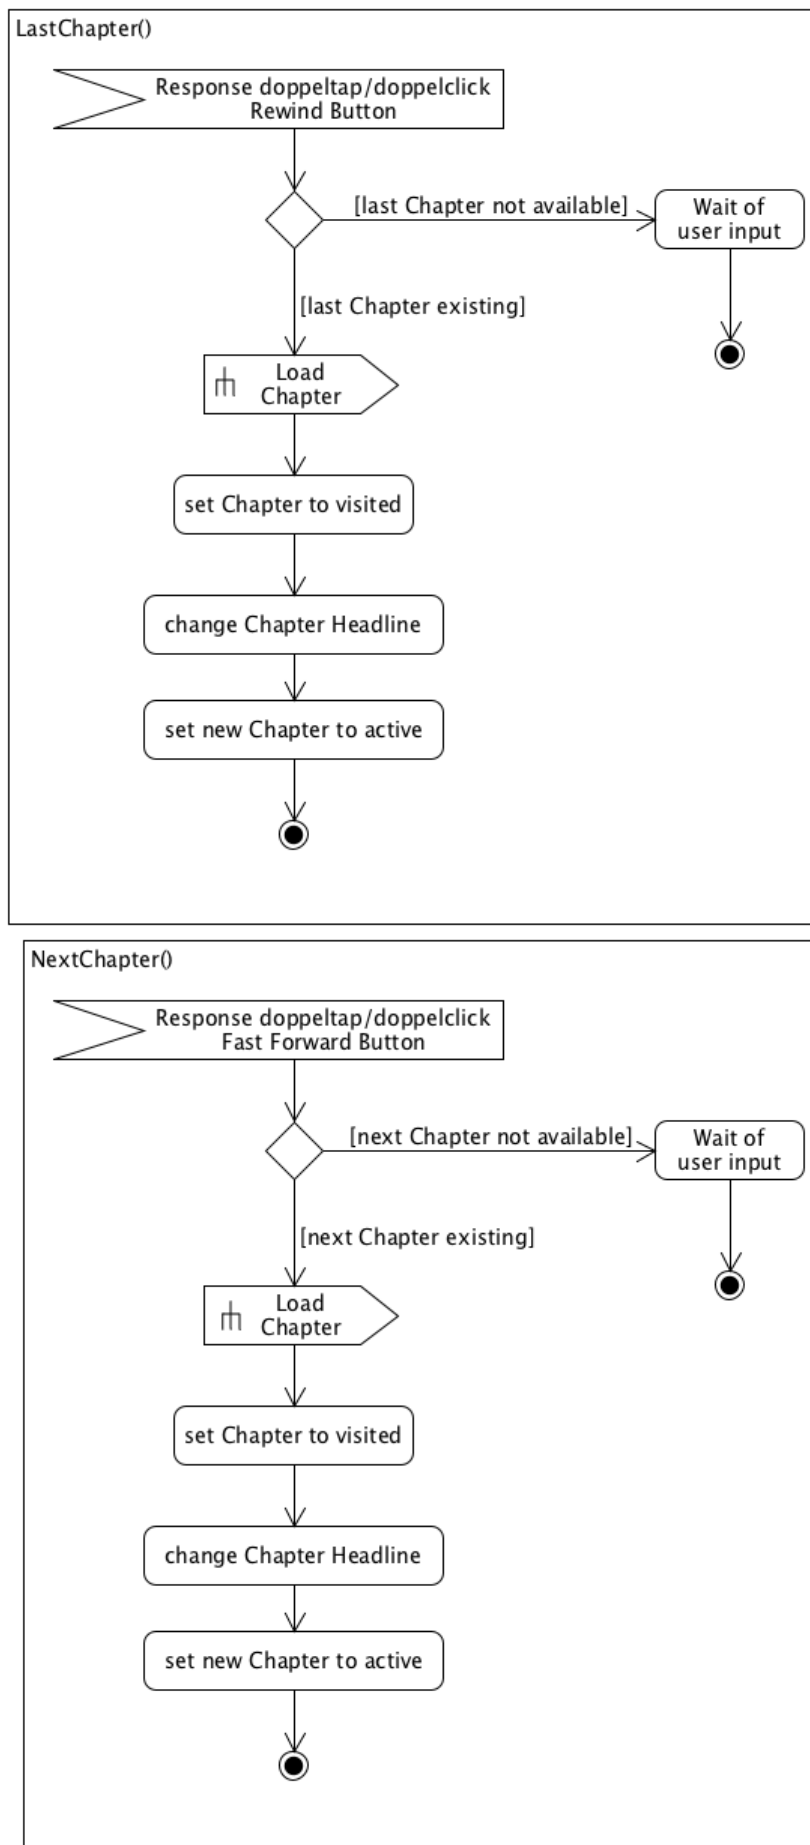 LastChapter()
Response doppeltap/doppelclick
Rewind Button
[last Chapter not available]
Wait of
user input
[last Chapter existing]
Load
Chapter
set Chapter to visited
change Chapter Headline
set new Chapter to active
NextChapter()
Response doppeltap/doppelclick
Fast Forward Button
[next Chapter not available]
Wait of
user input
[next Chapter existing]
Load
Chapter
set Chapter to visited
change Chapter Headline
set new Chapter to active